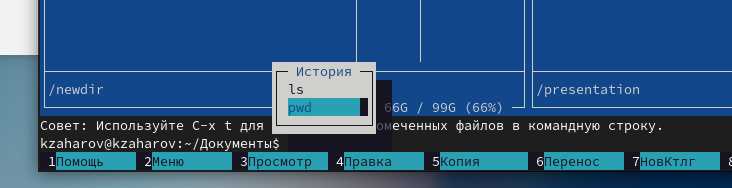 История
ls
/newdir
/presentation
pwd
66G / 99G (66%)
Совет: Используйте C-x t для омеченных файлов в командную строку.
kzaharov@kzaharov:~/Документы$
1Помощь 2Меню 3Просмотр 4Правка 5Копия 6Перенос 7НовКтлг 8